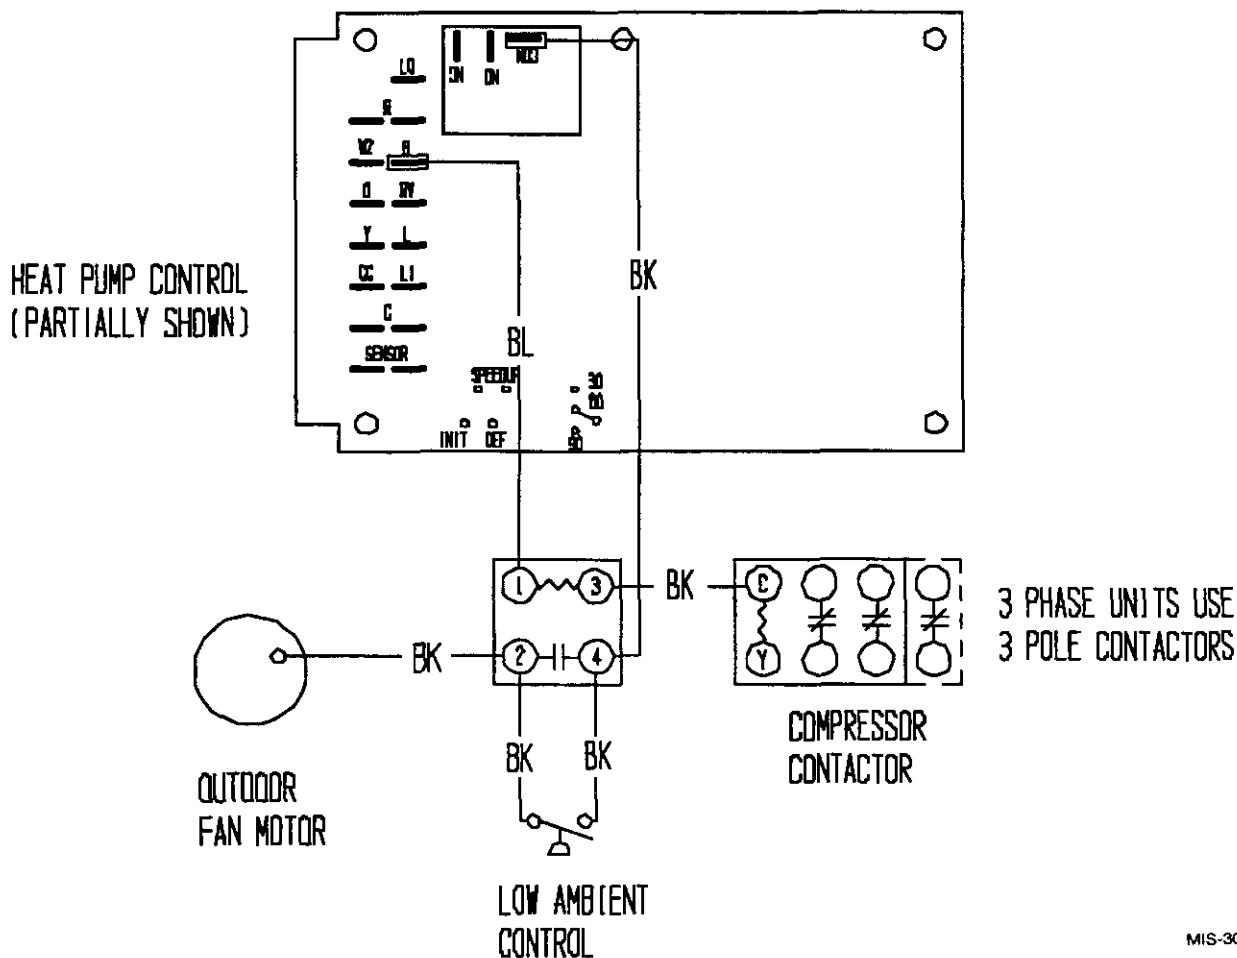 LO
NO3
R
W2 B
O RV
Y L
CC L1
C
SENSOR
SPEEDUP
INIT DEF
90
60
HEAT PUMP CONTROL
(PARTIALLY SHOWN)
BK
BL
1 3
BK
C
2 4
BK
Y
3 PHASE UNITS USE
3 POLE CONTACTORS
BK BK
COMPRESSOR
CONTACTOR
OUTDOOR
FAN MOTOR
LOW AMBIENT
CONTROL
MIS-30